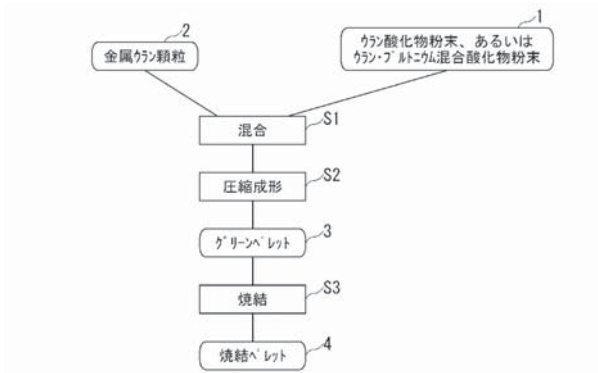 1
2
ウラン酸化物粉末、あるいは
ウラン・プルトニウム混合酸化物粉末
金属ウラン顆粒
S1
混合
S2
圧縮成形
3
グリーンペレット
S3
焼結
4
焼結ペレット